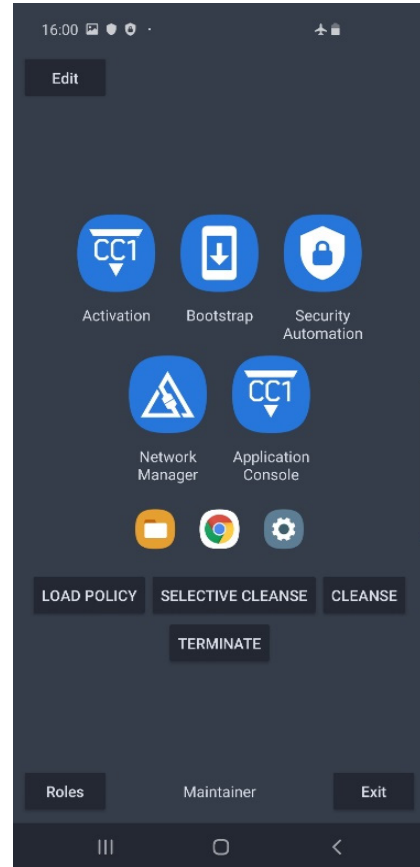 16:00
Edit
CC1
Activation
Bootstrap
Security
Automation
Network
Manager
CC1
Application
Console
LOAD POLICY
SELECTIVE CLEANSE
CLEANSE
TERMINATE
Roles
Maintainer
Exit